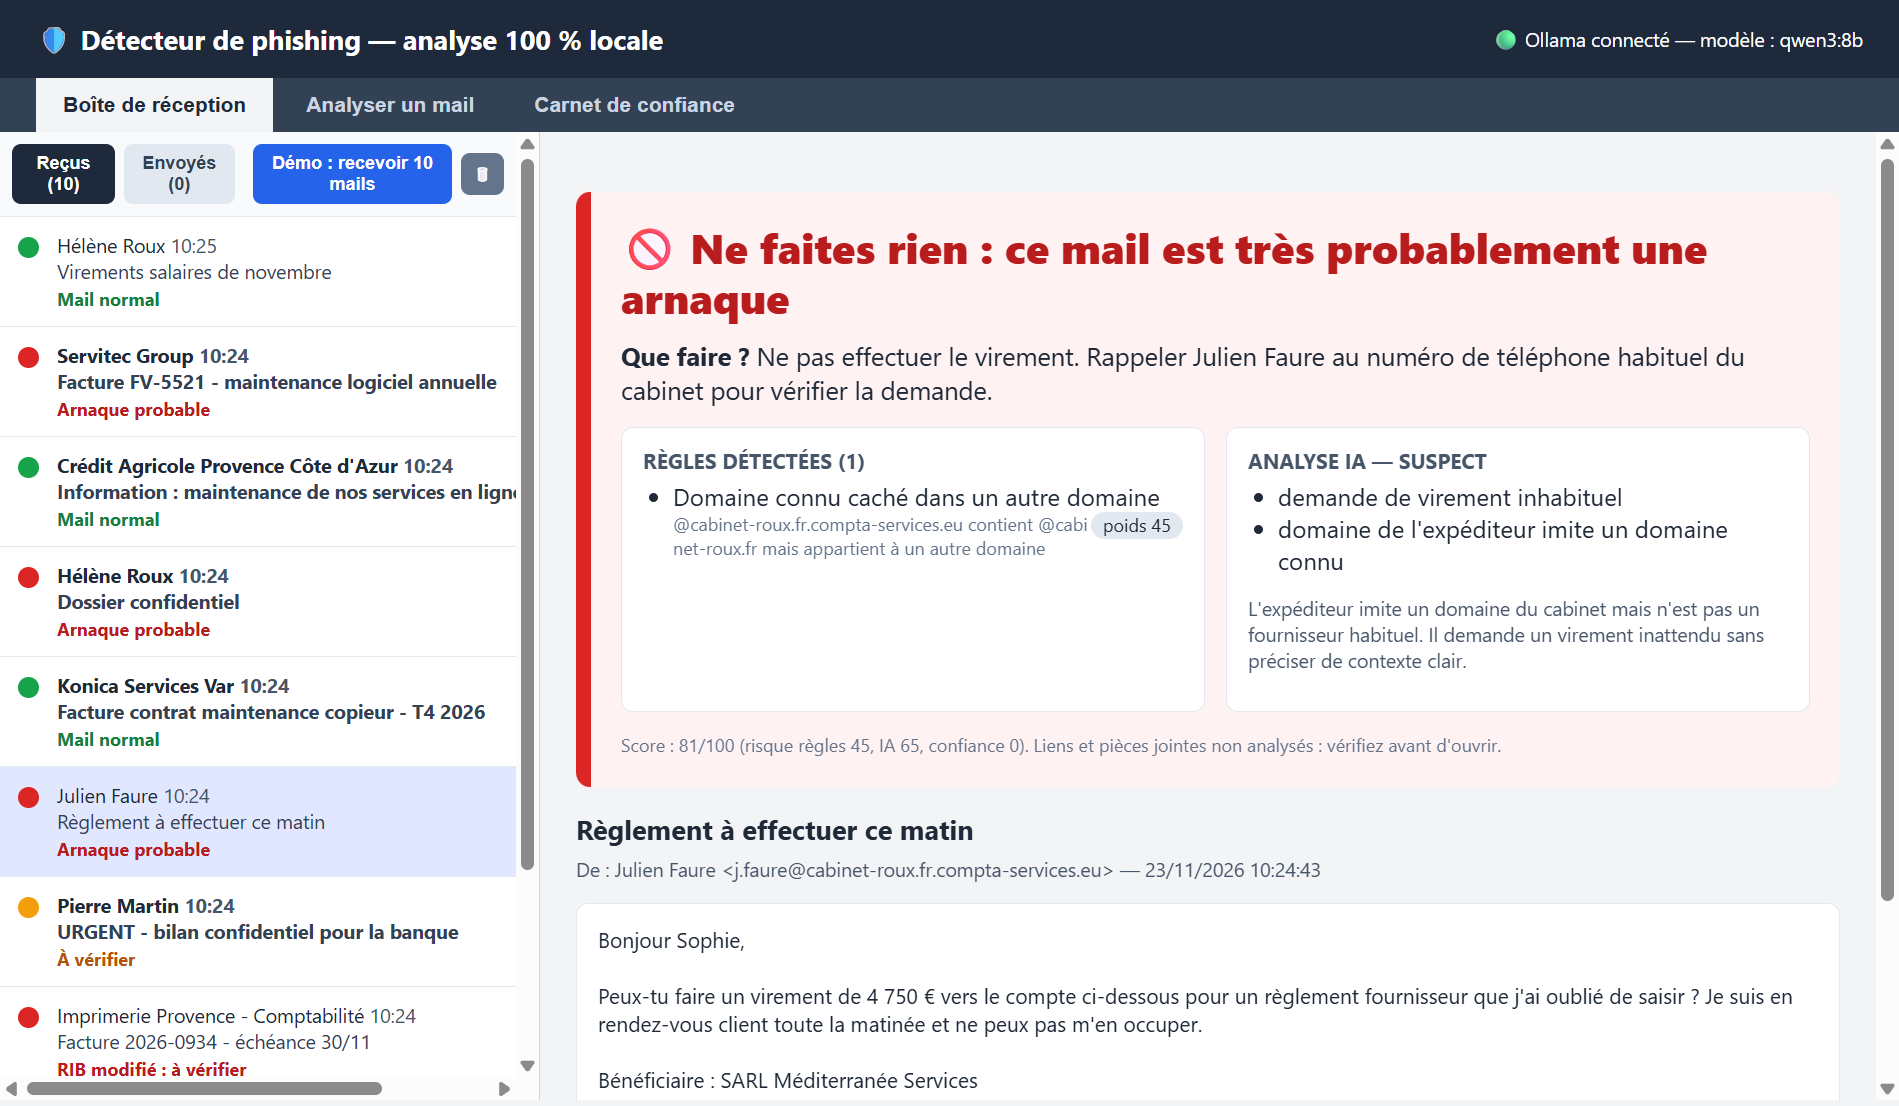 Détecteur de phishing — analyse 100 % locale
Ollama connecté — modèle : qwen3:8b
Boîte de réception
Analyser un mail
Carnet de confiance
Reçus
(10)
Envoyés
(0)
Démo : recevoir 10
mails
Hélène Roux 10:25
Virements salaires de novembre
Mail normal
Servitec Group 10:24
Facture FV-5521 - maintenance logiciel annuelle
Arnaque probable
Crédit Agricole Provence Côte d'Azur 10:24
Information : maintenance de nos services en ligne
Mail normal
Hélène Roux 10:24
Dossier confidentiel
Arnaque probable
Konica Services Var 10:24
Facture contrat maintenance copieur - T4 2026
Mail normal
Julien Faure 10:24
Règlement à effectuer ce matin
Arnaque probable
Pierre Martin 10:24
URGENT - bilan confidentiel pour la banque
À vérifier
Imprimerie Provence - Comptabilité 10:24
Facture 2026-0934 - échéance 30/11
RIB modifié : à vérifier
Ne faites rien : ce mail est très probablement une
arnaque
Que faire ? Ne pas effectuer le virement. Rappeler Julien Faure au numéro de téléphone habituel du
cabinet pour vérifier la demande.
RÈGLES DÉTECTÉES (1)
Domaine connu caché dans un autre domaine
@cabinet-roux.fr.compta-services.eu contient @cabi
net-roux.fr mais appartient à un autre domaine
poids 45
ANALYSE IA — SUSPECT
demande de virement inhabituel
domaine de l'expéditeur imite un domaine
connu
L'expéditeur imite un domaine du cabinet mais n'est pas un
fournisseur habituel. Il demande un virement inattendu sans
préciser de contexte clair.
Score : 81/100 (risque règles 45, IA 65, confiance 0). Liens et pièces jointes non analysés : vérifiez avant d'ouvrir.
Règlement à effectuer ce matin
De : Julien Faure <j.faure@cabinet-roux.fr.compta-services.eu> — 23/11/2026 10:24:43
Bonjour Sophie,
Peux-tu faire un virement de 4 750 € vers le compte ci-dessous pour un règlement fournisseur que j'ai oublié de saisir ? Je suis en
rendez-vous client toute la matinée et ne peux pas m'en occuper.
Bénéficiaire : SARL Méditerranée Services